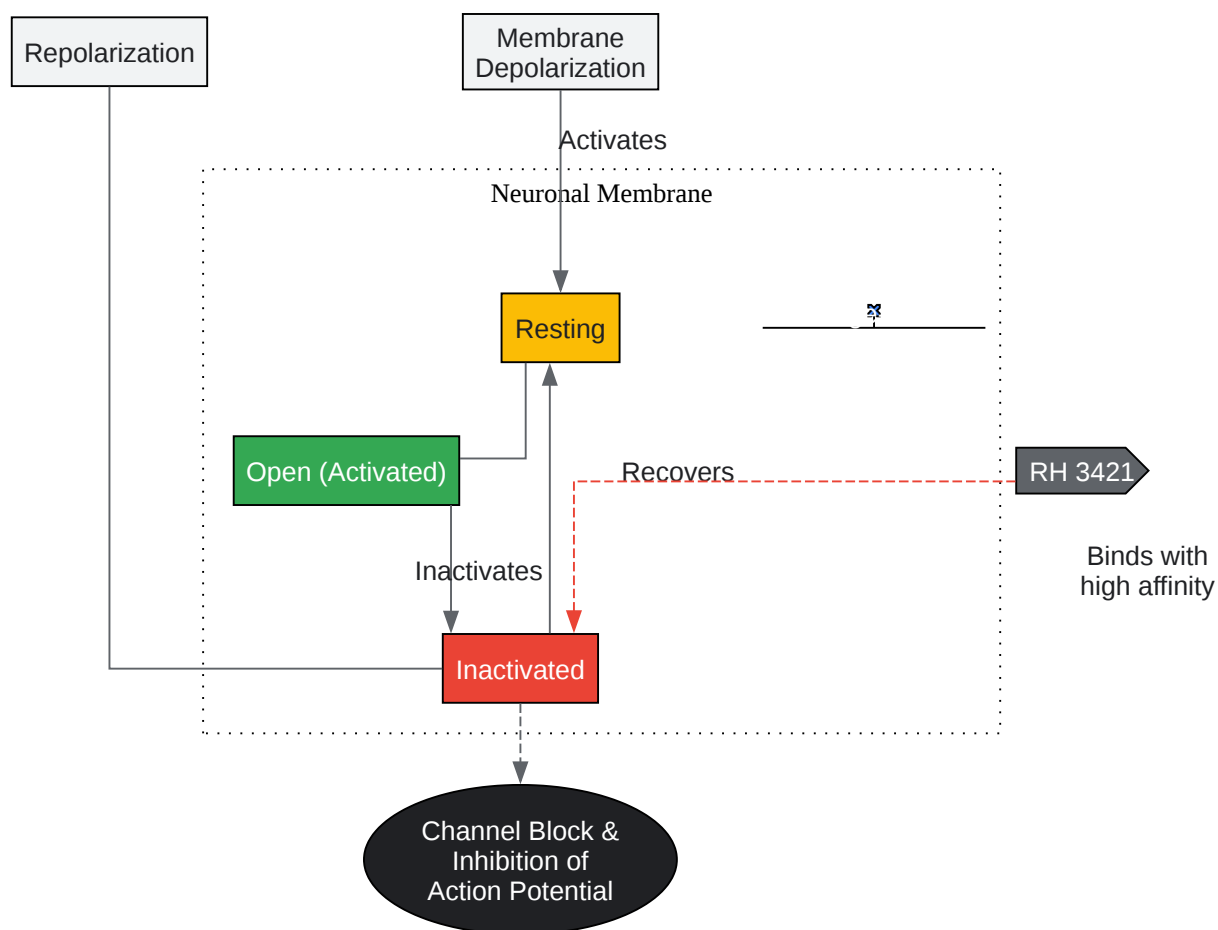 Repolarization
Membrane
Depolarization
Activates
Neuronal Membrane
Resting
Open (Activated)
Recovers
RH 3421
Binds with
high affinity
Inactivates
Inactivated
Channel Block &
Inhibition of
Action Potential